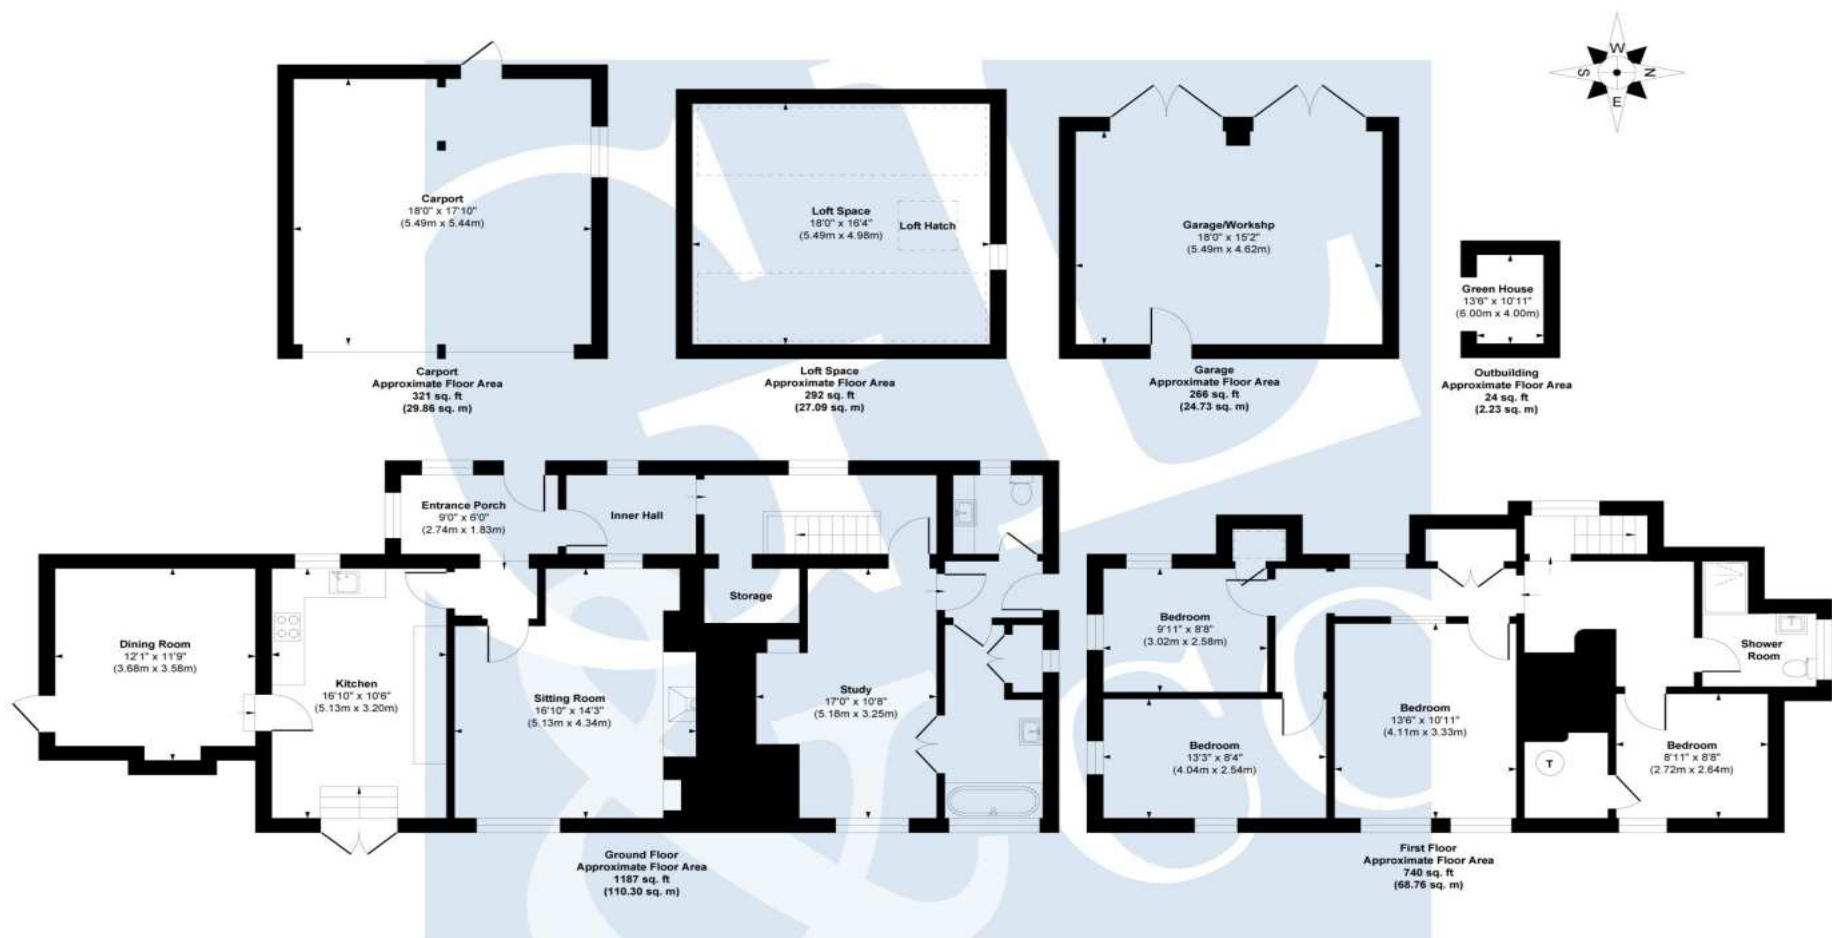 W
S
N
E
Carport
18'0" x 17'10"
(5.49m x 5.44m)
Carport
Approximate Floor Area
321 sq. ft
(29.86 sq. m)
Loft Space
18'0" x 16'4"
(5.49m x 4.98m)
Loft Hatch
Loft Space
Approximate Floor Area
292 sq. ft
(27.09 sq. m)
Garage/Workshp
18'0" x 15'2"
(5.49m x 4.62m)
Garage
Approximate Floor Area
266 sq. ft
(24.73 sq. m)
Green House
13'6" x 10'11"
(6.00m x 4.00m)
Outbuilding
Approximate Floor Area
24 sq. ft
(2.23 sq. m)
Entrance Porch
9'0" x 6'0"
(2.74m x 1.83m)
Inner Hall
Storage
Dining Room
12'1" x 11'9"
(3.68m x 3.58m)
Kitchen
16'10" x 10'6"
(5.13m x 3.20m)
Sitting Room
16'10" x 14'3"
(5.13m x 4.34m)
Study
17'0" x 10'8"
(5.18m x 3.25m)
Ground Floor
Approximate Floor Area
1187 sq. ft
(110.30 sq. m)
Bedroom
9'11" x 8'8"
(3.02m x 2.58m)
Bedroom
13'3" x 8'4"
(4.04m x 2.54m)
Bedroom
13'6" x 10'11"
(4.11m x 3.33m)
Shower
Room
Bedroom
8'11" x 8'8"
(2.72m x 2.64m)
T
First Floor
Approximate Floor Area
740 sq. ft
(68.76 sq. m)